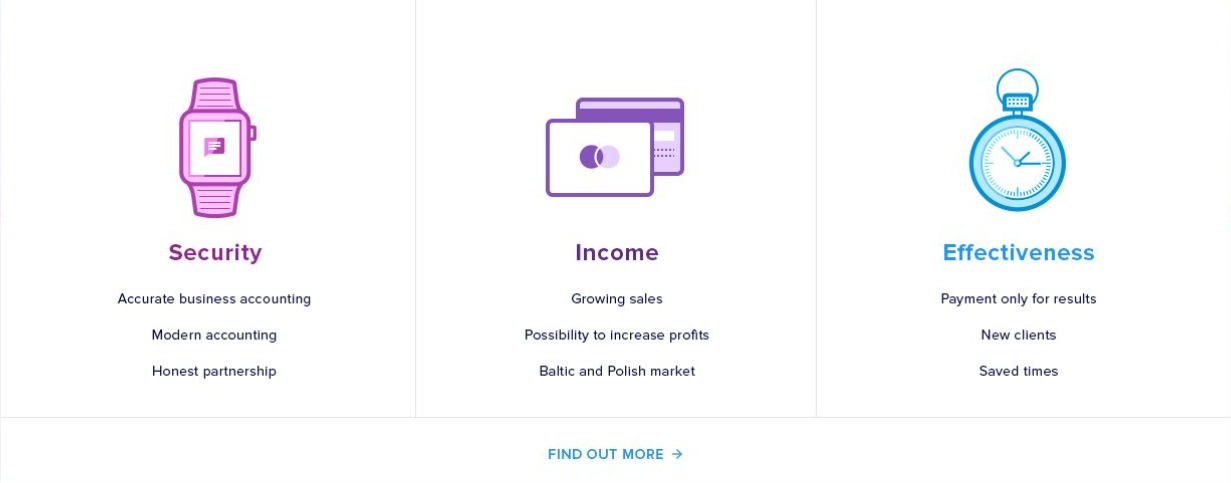 Security
Accurate business accounting
Modern accounting
Honest partnership
Income
Growing sales
Possibility to increase profits
Baltic and Polish market
Effectiveness
Payment only for results
New clients
Saved times
FIND OUT MORE →